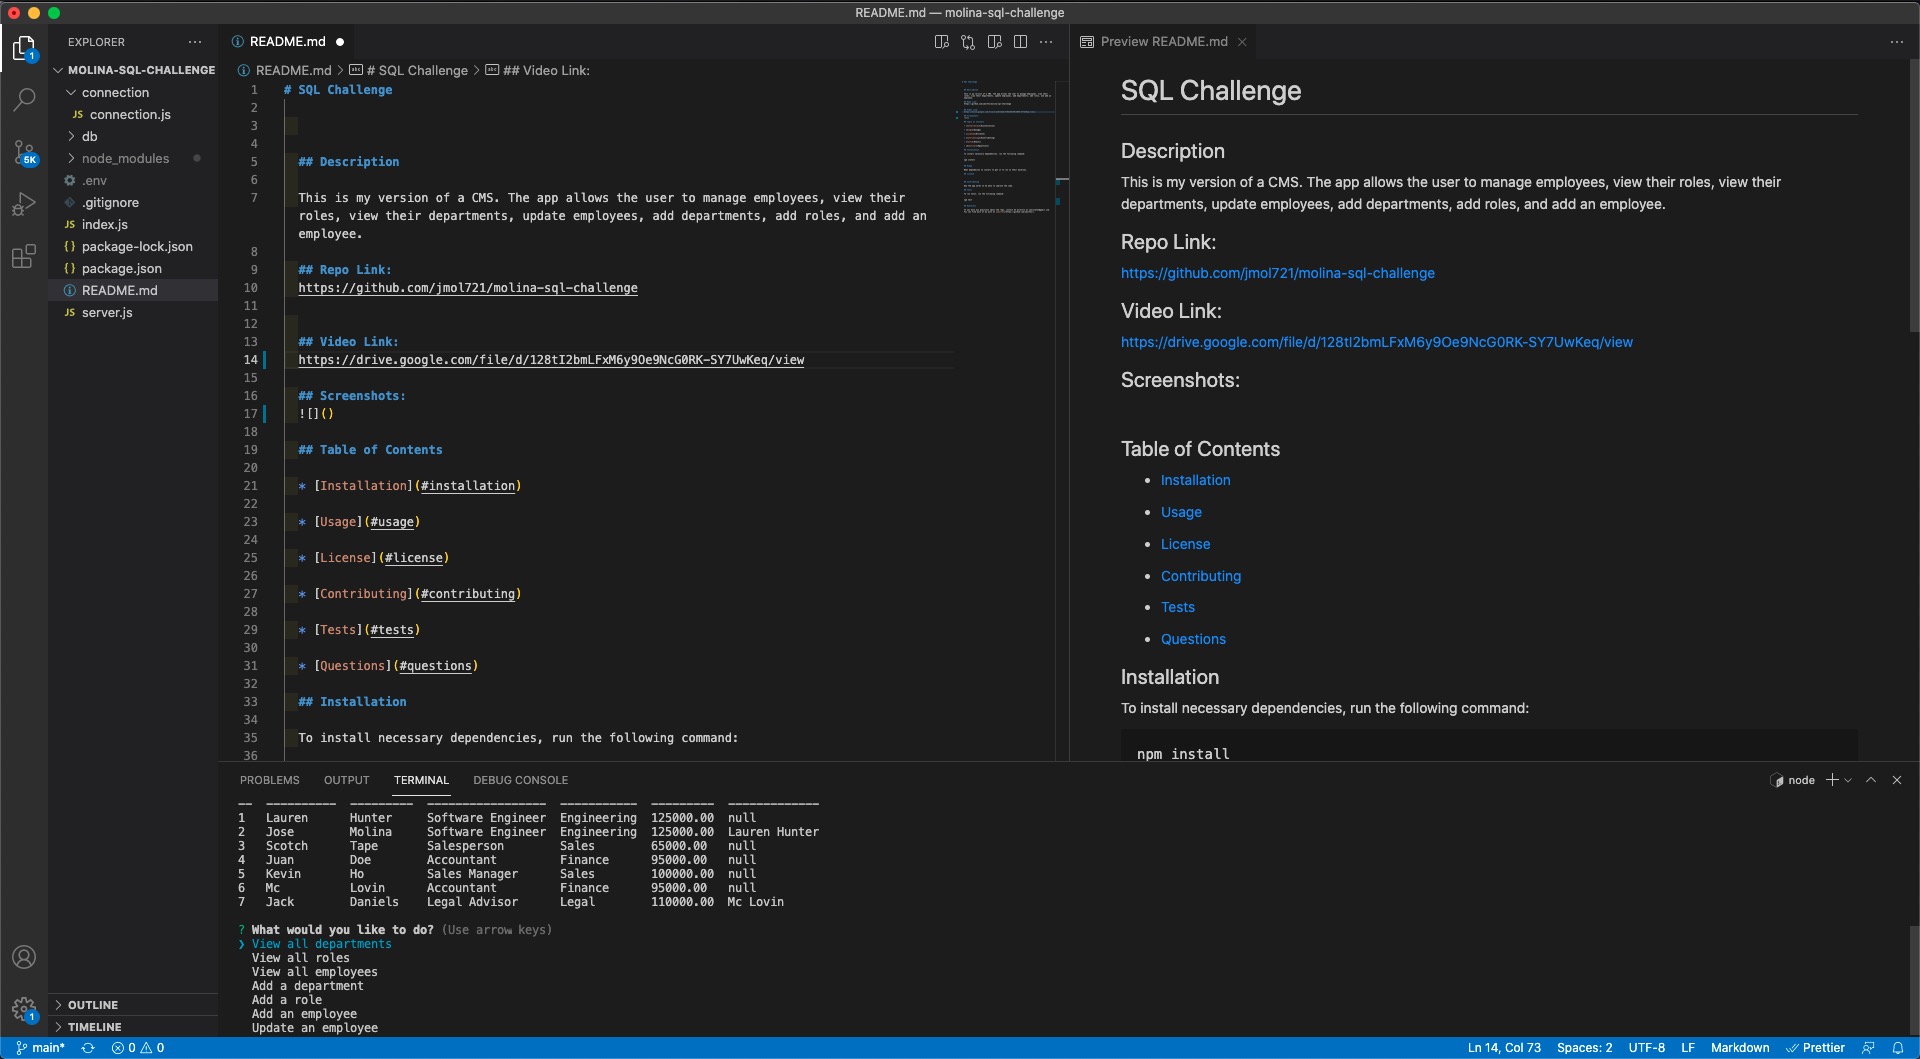 README.md — molina-sql-challenge
EXPLORER
MOLINA-SQL-CHALLENGE
connection
JS connection.js
db
node_modules
.env
.gitignore
JS index.js
{} package-lock.json
{} package.json
README.md
JS server.js
OUTLINE
TIMELINE
1
5K
1
README.md
README.md > # SQL Challenge > ## Video Link:
1 # SQL Challenge
2
3
4
5 ## Description
6
7 This is my version of a CMS. The app allows the user to manage employees, view their
roles, view their departments, update employees, add departments, add roles, and add an
employee.
8
9 ## Repo Link:
10 https://github.com/jmol721/molina-sql-challenge
11
12
13 ## Video Link:
14 https://drive.google.com/file/d/128tI2bmLFxM6y9Oe9NcG0RK-SY7UwKeq/view
15
16 ## Screenshots:
17 ![]()
18
19 ## Table of Contents
20
21 * [Installation](#installation)
22
23 * [Usage](#usage)
24
25 * [License](#license)
26
27 * [Contributing](#contributing)
28
29 * [Tests](#tests)
30
31 * [Questions](#questions)
32
33 ## Installation
34
35 To install necessary dependencies, run the following command:
36
Preview README.md
SQL Challenge
Description
This is my version of a CMS. The app allows the user to manage employees, view their roles, view their
departments, update employees, add departments, add roles, and add an employee.
Repo Link:
https://github.com/jmol721/molina-sql-challenge
Video Link:
https://drive.google.com/file/d/128tI2bmLFxM6y9Oe9NcG0RK-SY7UwKeq/view
Screenshots:
Table of Contents
• Installation
• Usage
• License
• Contributing
• Tests
• Questions
Installation
To install necessary dependencies, run the following command:
npm install
PROBLEMS OUTPUT TERMINAL DEBUG CONSOLE
node
1 Lauren Hunter Software Engineer Engineering 125000.00 null
2 Jose Molina Software Engineer Engineering 125000.00 Lauren Hunter
3 Scotch Tape Salesperson Sales 65000.00 null
4 Juan Doe Accountant Finance 95000.00 null
5 Kevin Ho Sales Manager Sales 100000.00 null
6 Mc Lovin Accountant Finance 95000.00 null
7 Jack Daniels Legal Advisor Legal 110000.00 Mc Lovin
? What would you like to do? (Use arrow keys)
❯ View all departments
View all roles
View all employees
Add a department
Add a role
Add an employee
Update an employee
main* 0 0
Ln 14, Col 73 Spaces: 2 UTF-8 LF Markdown Prettier